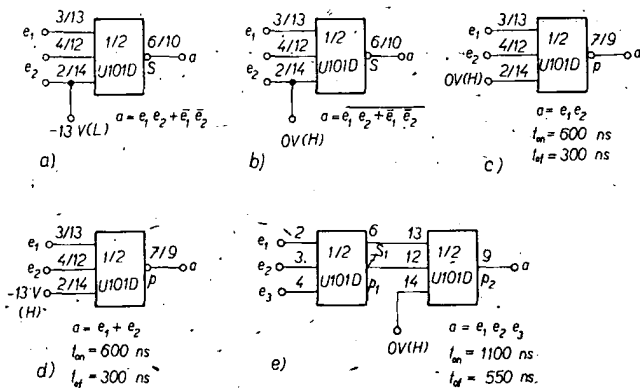 3/13
e1
1/2
6/10
4/12
a
e2
2/14
U101D
S
-13 V(L)
a = e1 e2 + ē1 ē2
a)
3/13
e1
1/2
6/10
4/12
a
e2
2/14
U101D
S
0V(H)
a = \overline{e1 e2 + ē1 ē2}
b)
3/13
e1
1/2
7/9
4/12
a
e2
0V(H)
2/14
U101D
p
a = e1 e2
ton = 600 ns
tof = 300 ns
c)
3/13
e1
1/2
7/9
4/12
a
e2
-13 V
2/14
U101D
p
(H)
a = e1 + e2
ton = 600 ns
tof = 300 ns
d)
e1
2
1/2
6
13
1/2
S1
e2
3
7
12
9
a
e3
4
U101D
p1
14
U101D
p2
0V(H)
a = e1 e2 e3
ton = 1100 ns
tof = 550 ns
e)